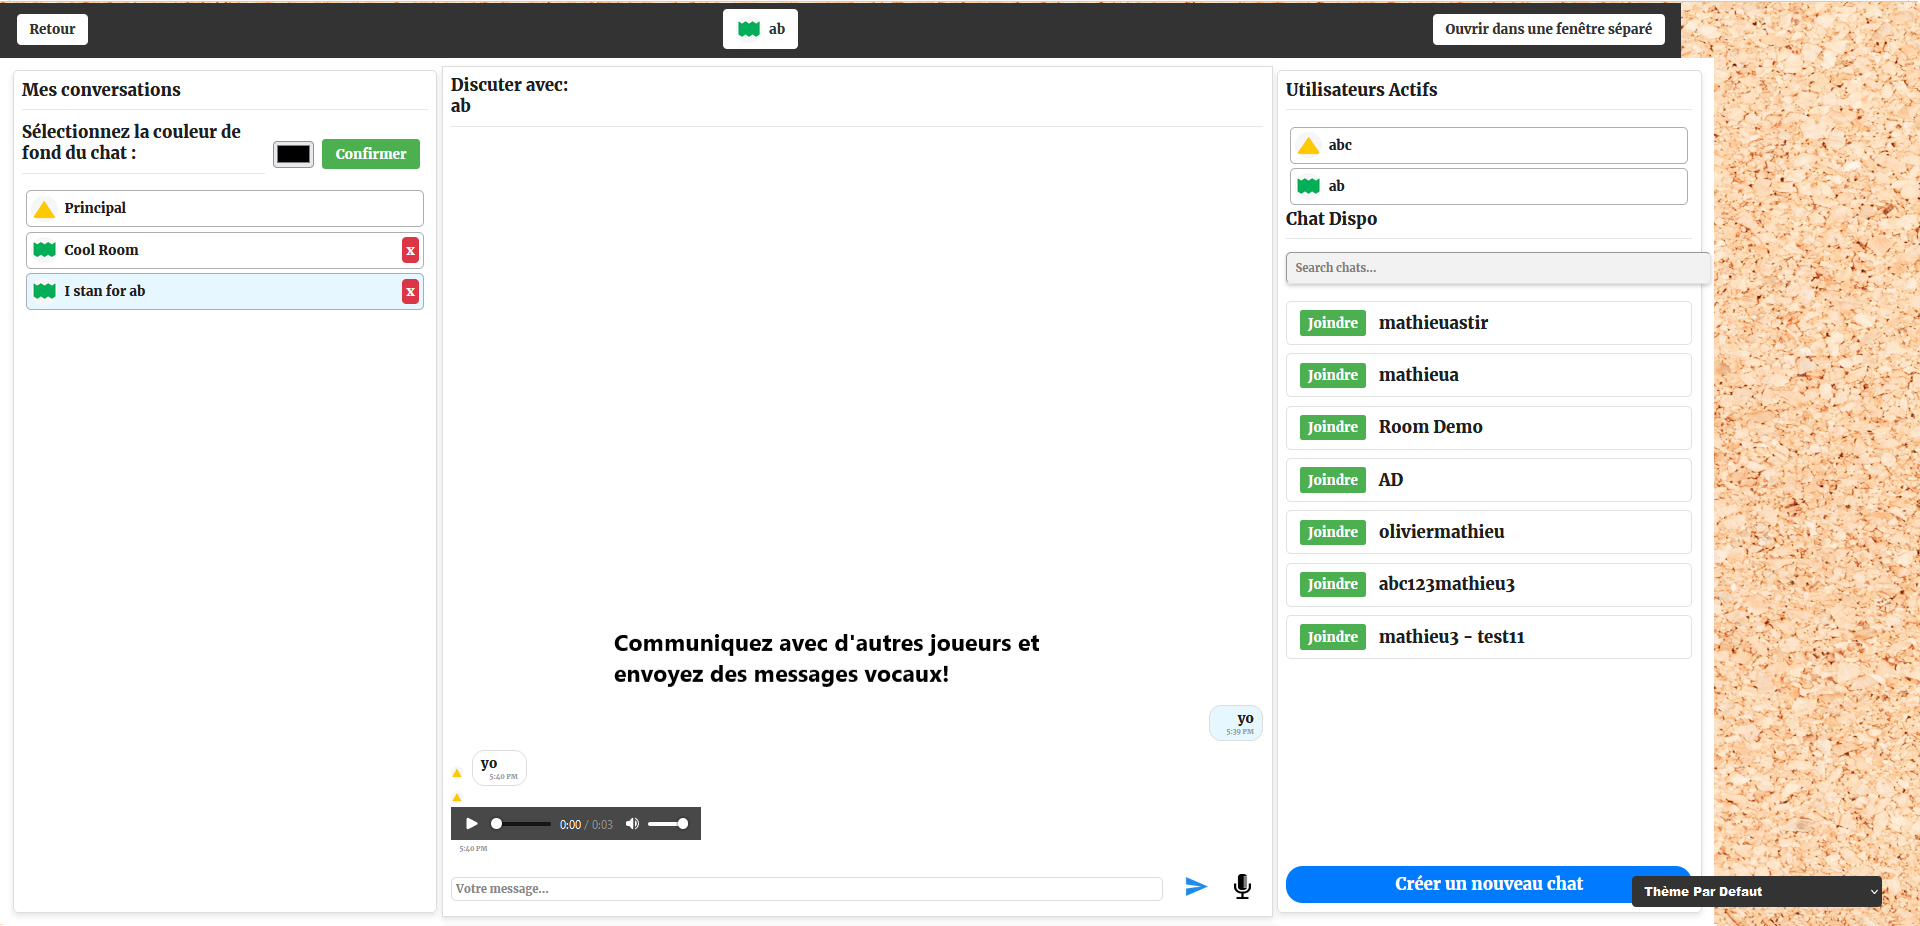 Retour
ab
Ouvrir dans une fenêtre séparé
Mes conversations
Sélectionnez la couleur de
fond du chat :
Confirmer
Principal
Cool Room
x
I stan for ab
x
Discuter avec:
ab
Communiquez avec d'autres joueurs et
envoyez des messages vocaux!
yo
5:39 PM
yo
5:40 PM
0:00 / 0:03
5:40 PM
Votre message...
Utilisateurs Actifs
abc
ab
Chat Dispo
Search chats...
Joindre mathieuastir
Joindre mathieua
Joindre Room Demo
Joindre AD
Joindre oliviermathieu
Joindre abc123mathieu3
Joindre mathieu3 - test11
Créer un nouveau chat
Thème Par Defaut